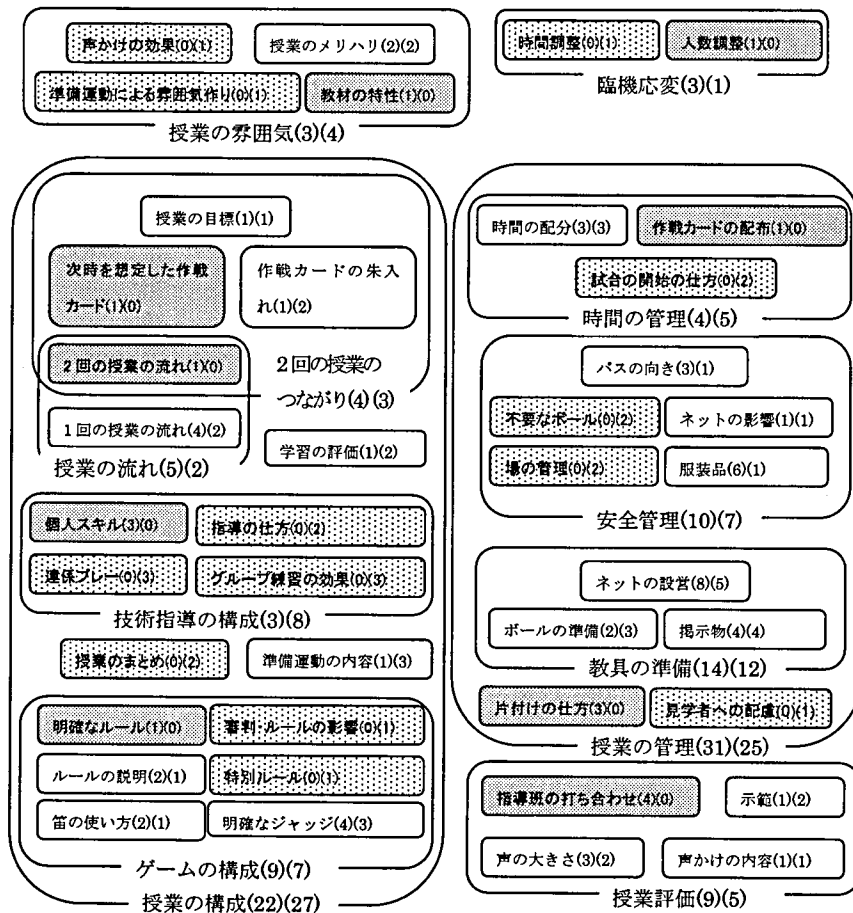 声かけの効果(0)(1)
授業のメリハリ(2)(2)
準備運動による雰囲気作り(0)(1)
教材の特性(1)(0)
授業の雰囲気(3)(4)
時間調整(0)(1)
人数調整(1)(0)
臨機応変(3)(1)
授業の目標(1)(1)
次時を想定した作戦
カード(1)(0)
作戦カードの朱入
れ(1)(2)
2回の授業の流れ(1)(0)
2回の授業の
つながり(4)(3)
1回の授業の流れ(4)(2)
授業の流れ(5)(2)
学習の評価(1)(2)
個人スキル(3)(0)
指導の仕方(0)(2)
連係プレー(0)(3)
グループ練習の効果(0)(3)
技術指導の構成(3)(8)
授業のまとめ(0)(2)
準備運動の内容(1)(3)
明確なルール(1)(0)
審判・ルールの影響(0)(1)
ルールの説明(2)(1)
特別ルール(0)(1)
笛の使い方(2)(1)
明確なジャッジ(4)(3)
ゲームの構成(9)(7)
授業の構成(22)(27)
時間の配分(3)(3)
作戦カードの配布(1)(0)
試合の開始の仕方(0)(2)
時間の管理(4)(5)
パスの向き(3)(1)
不要なボール(0)(2)
ネットの影響(1)(1)
場の管理(0)(2)
服装品(6)(1)
安全管理(10)(7)
ネットの設営(8)(5)
ボールの準備(2)(3)
掲示物(4)(4)
教具の準備(14)(12)
片付けの仕方(3)(0)
見学者への配慮(0)(1)
授業の管理(31)(25)
指導班の打ち合わせ(4)(0)
示範(1)(2)
声の大きさ(3)(2)
声かけの内容(1)(1)
授業評価(9)(5)